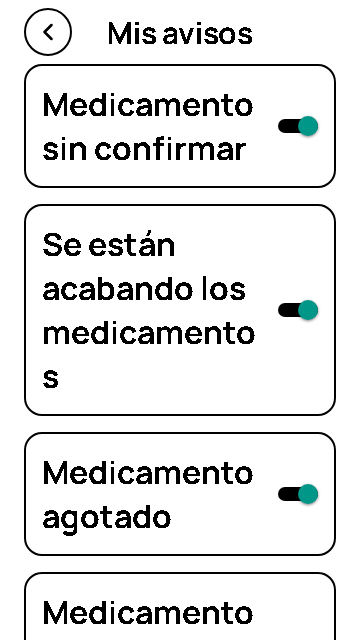 Mis avisos
Medicamento
sin confirmar
Se están
acabando los
medicamento
s
Medicamento
agotado
Medicamento